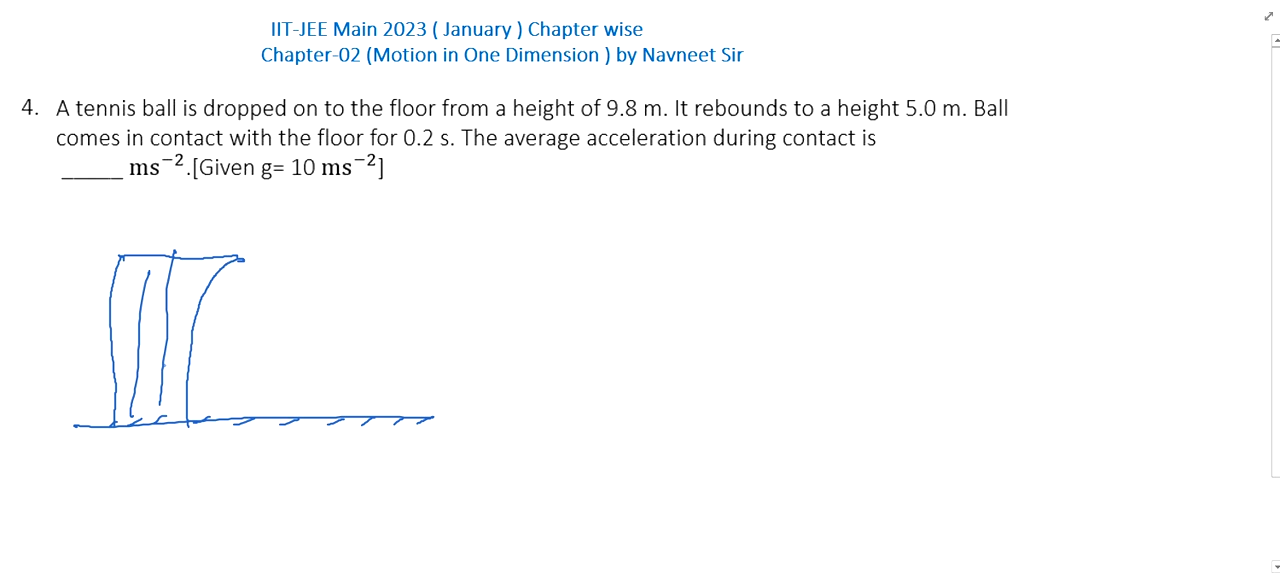 IIT-JEE Main 2023 ( January ) Chapter wise
Chapter-02 (Motion in One Dimension ) by Navneet Sir
4. A tennis ball is dropped on to the floor from a height of 9.8 m. It rebounds to a height 5.0 m. Ball
comes in contact with the floor for 0.2 s. The average acceleration during contact is
_____ ms⁻².[Given g= 10 ms⁻²]